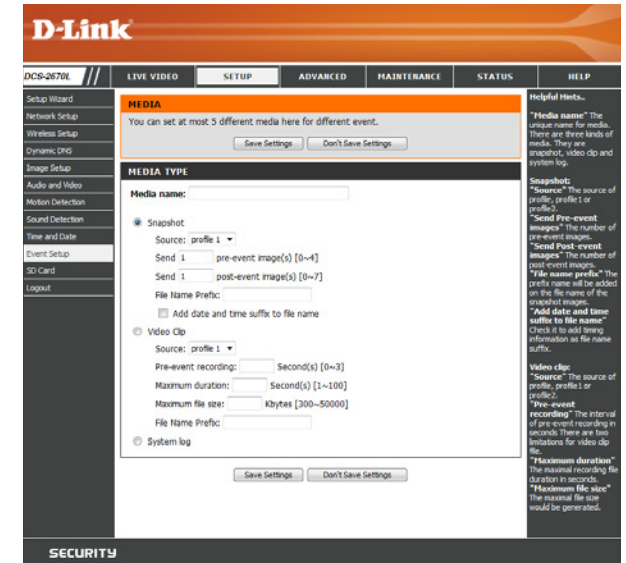 D-Link
DCS-2670L
LIVE VIDEO SETUP ADVANCED MAINTENANCE STATUS HELP
Setup Wizard
Network Setup
Wireless Setup
Dynamic DNS
Image Setup
Audio and Video
Motion Detection
Sound Detection
Time and Date
Event Setup
SD Card
Logout
MEDIA
You can set at most 5 different media here for different event.
Save Settings Don't Save Settings
MEDIA TYPE
Media name:
Snapshot
Source: profile 1
Send 1 pre-event image(s) [0~4]
Send 1 post-event image(s) [0~7]
File Name Prefix:
Add date and time suffix to file name
Video Clip
Source: profile 1
Pre-event recording: Second(s) [0~3]
Maximum duration: Second(s) [1~100]
Maximum file size: Kbytes [300~50000]
File Name Prefix:
System log
Save Settings Don't Save Settings
Helpful Hints..
"Media name" The
unique name for media.
There are three kinds of
media. They are
snapshot, video clip and
system log.
Snapshot:
"Source" The source of
profile, profile1 or
profile2.
"Send Pre-event
images" The number of
pre-event images.
"Send Post-event
images" The number of
post-event images.
"File name prefix" The
prefix name will be added
on the file name of the
snapshot images.
"Add date and time
suffix to file name"
Check it to add timing
information as file name
suffix.
Video clip:
"Source" The source of
profile, profile1 or
profile2.
"Pre-event
recording" The interval
of pre-event recording in
seconds There are two
limitations for video clip
file.
"Maximum duration"
The maximal recording file
duration in seconds.
"Maximum file size"
The maximal file size
would be generated.
SECURITY